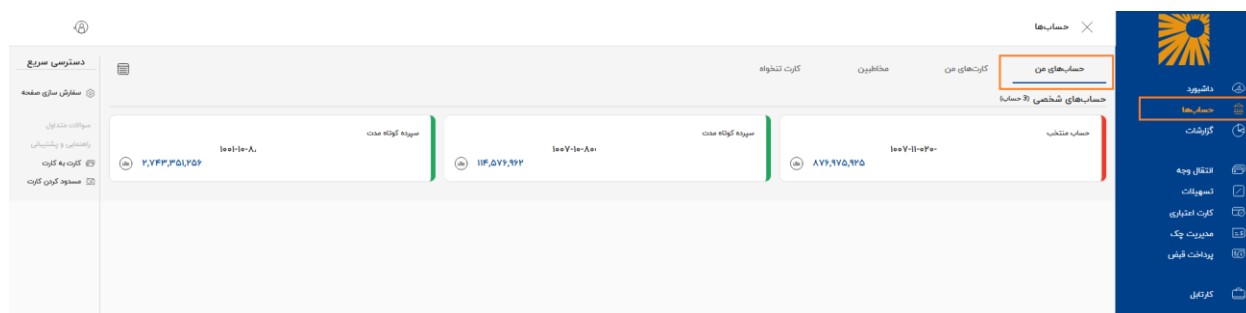 حساب‌ها
داشبورد
حساب‌ها
گزارشات
انتقال وجه
تسهیلات
کارت اعتباری
مدیریت چک
پرداخت قبض
کارتابل
حساب‌های من کارت‌های من مخاطبین کارت تنخواه
حساب‌های شخصی (3 حساب)
حساب منتخب
۱۰۰۷-۱۱-۰۲۰-
۸۷۶,۹۷۵,۹۲۵
سپرده کوتاه مدت
۱۰۰۷-۱۰-۸۰
۱۱۴,۵۷۶,۹۶۲
سپرده کوتاه مدت
۱۰۰۱-۱۰-۸
۲,۷۴۳,۳۵۱,۲۵۶
دسترسی سریع
سفارش سازی صفحه
سوالات متداول
راهنمایی و پشتیبانی
کارت به کارت
مسدود کردن کارت